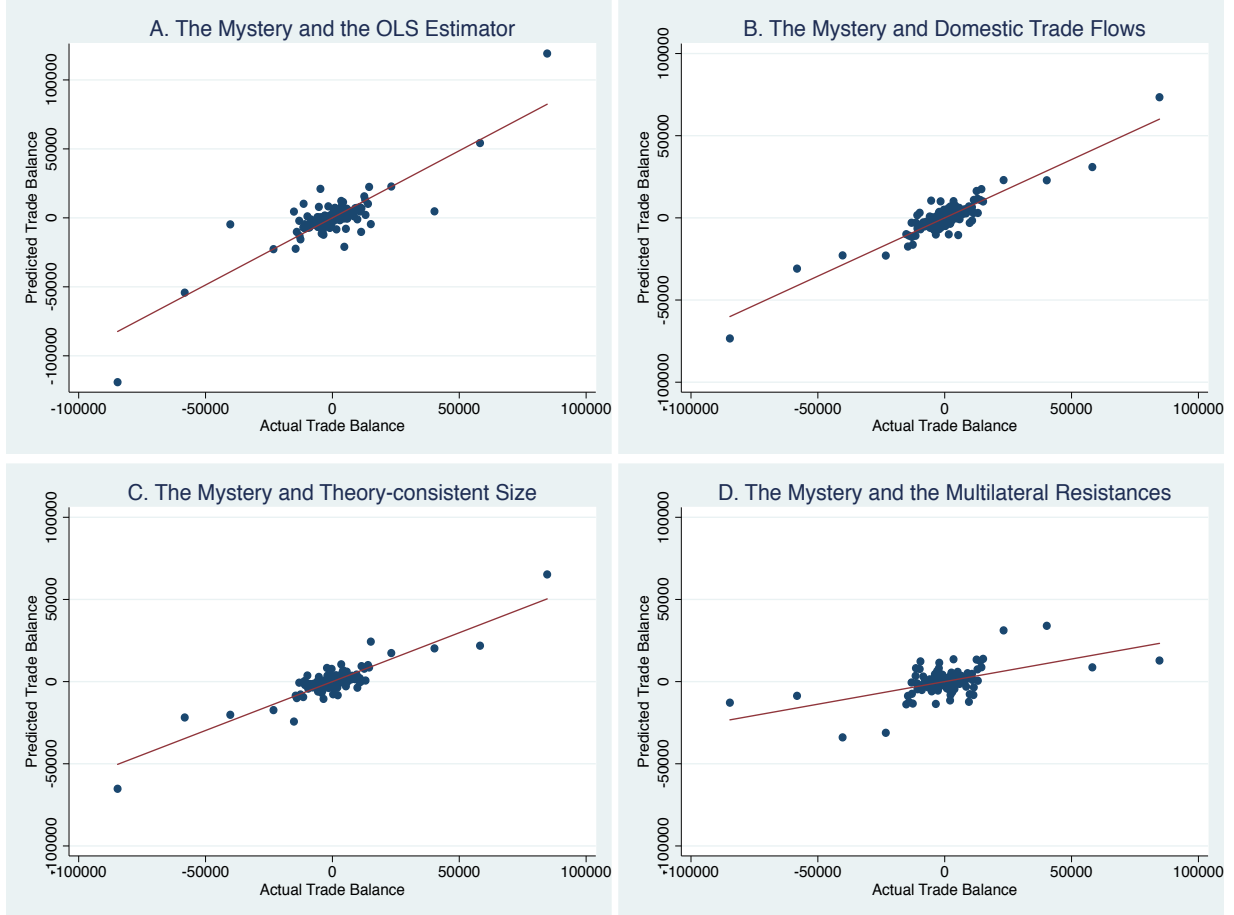 A. The Mystery and the OLS Estimator
Predicted Trade Balance
100000
50000
0
-50000
-100000
-100000 -50000 0 50000 100000
Actual Trade Balance
B. The Mystery and Domestic Trade Flows
Predicted Trade Balance
100000
50000
0
-50000
-100000
-100000 -50000 0 50000 100000
Actual Trade Balance
C. The Mystery and Theory-consistent Size
Predicted Trade Balance
100000
50000
0
-50000
-100000
-100000 -50000 0 50000 100000
Actual Trade Balance
D. The Mystery and the Multilateral Resistances
Predicted Trade Balance
100000
50000
0
-50000
-100000
-100000 -50000 0 50000 100000
Actual Trade Balance